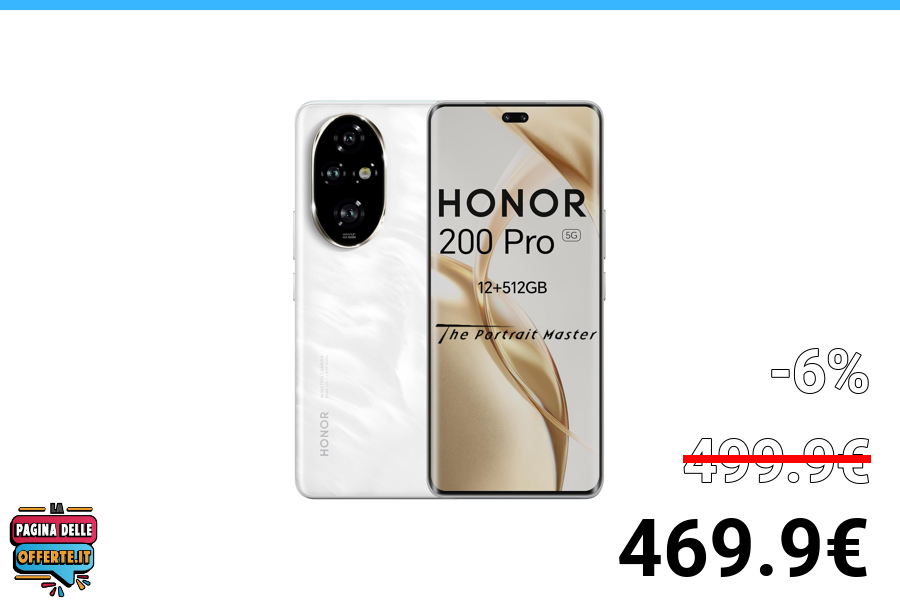 HONOR
200 Pro 5G
12+512GB
The Portrait Master
HONOR
-6%
499.9€
469.9€
LA
PAGINA DELLE
OFFERTE.IT